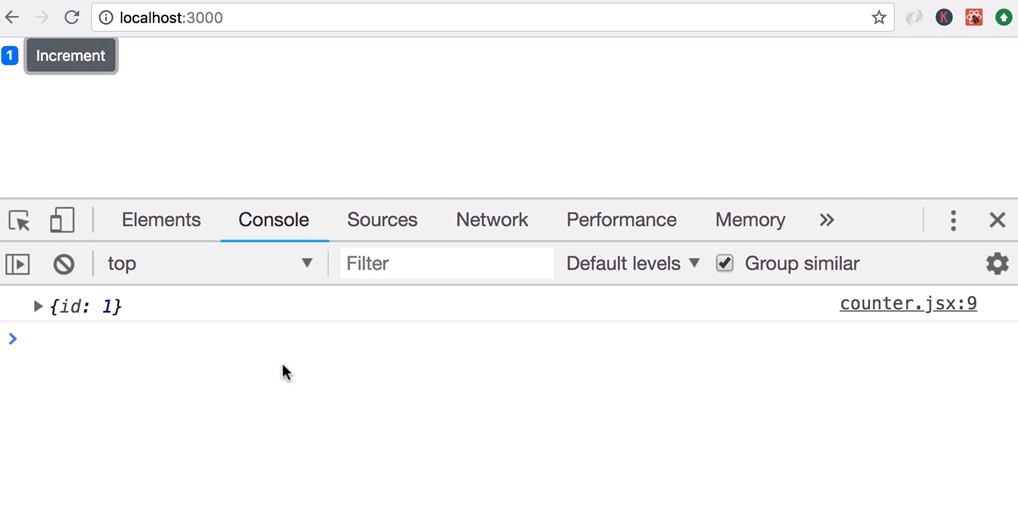 localhost:3000
K
1 Increment
Elements Console Sources Network Performance Memory »
top Filter Default levels Group similar
{id: 1} counter.jsx:9